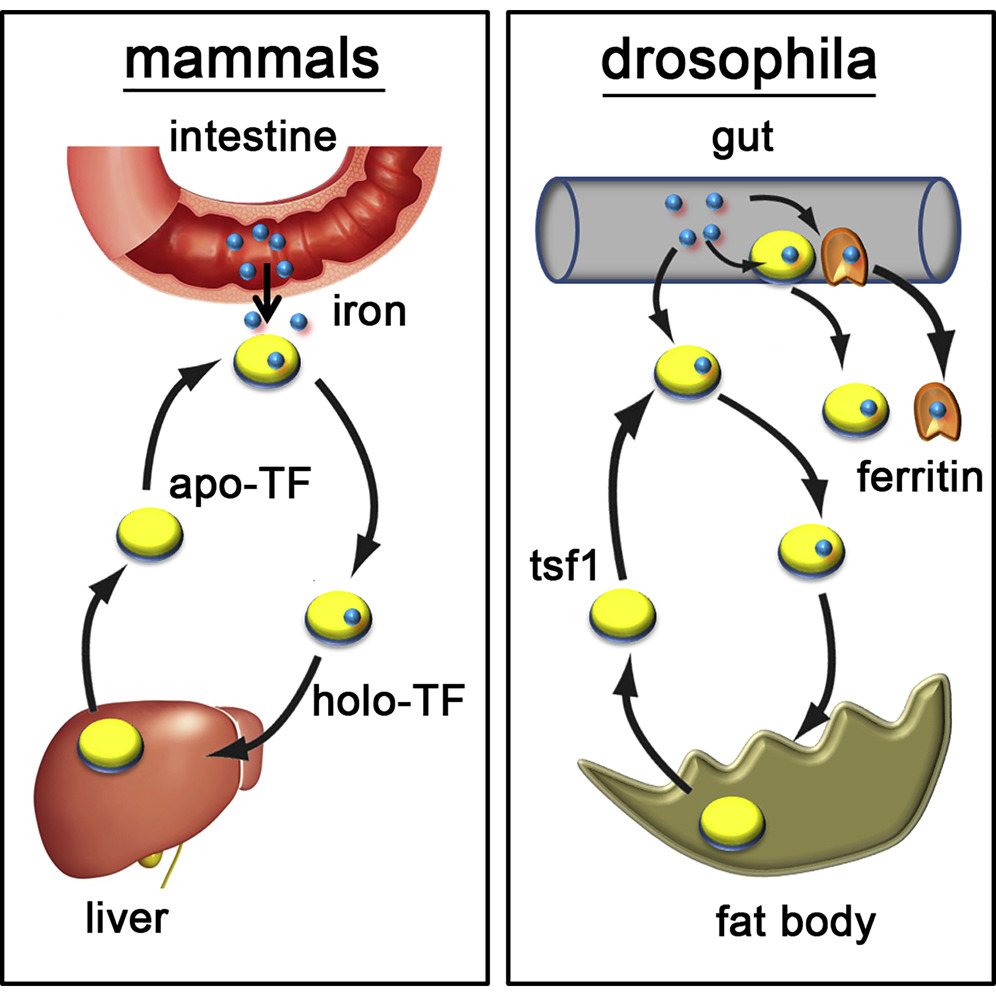 mammals
intestine
iron
apo-TF
holo-TF
liver
drosophila
gut
ferritin
tsf1
fat body